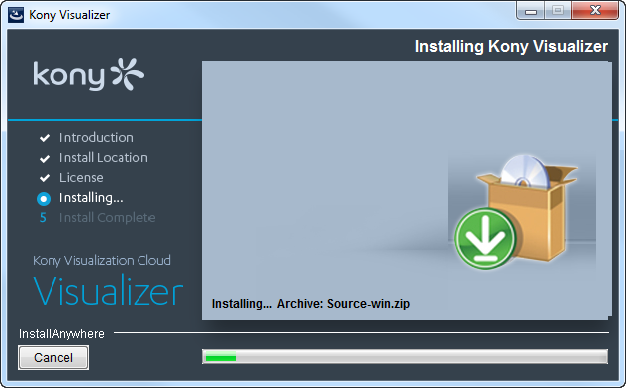 Kony Visualizer
Installing Kony Visualizer
kony
Introduction
Install Location
License
Installing...
5 Install Complete
Kony Visualization Cloud
Visualizer
Installing... Archive: Source-win.zip
InstallAnywhere
Cancel